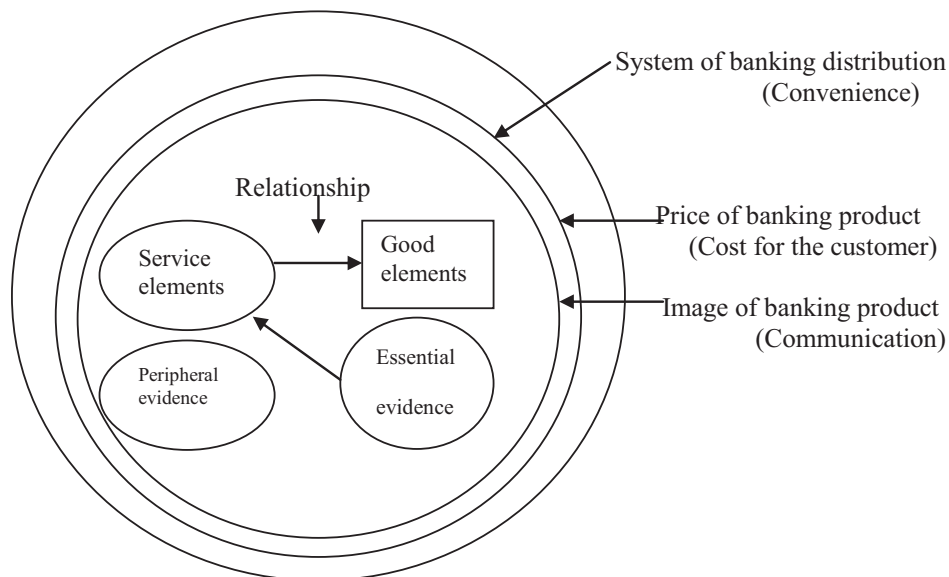 System of banking distribution
(Convenience)
Relationship
Price of banking product
(Cost for the customer)
Service
elements
Good
elements
Image of banking product
(Communication)
Peripheral
evidence
Essential
evidence